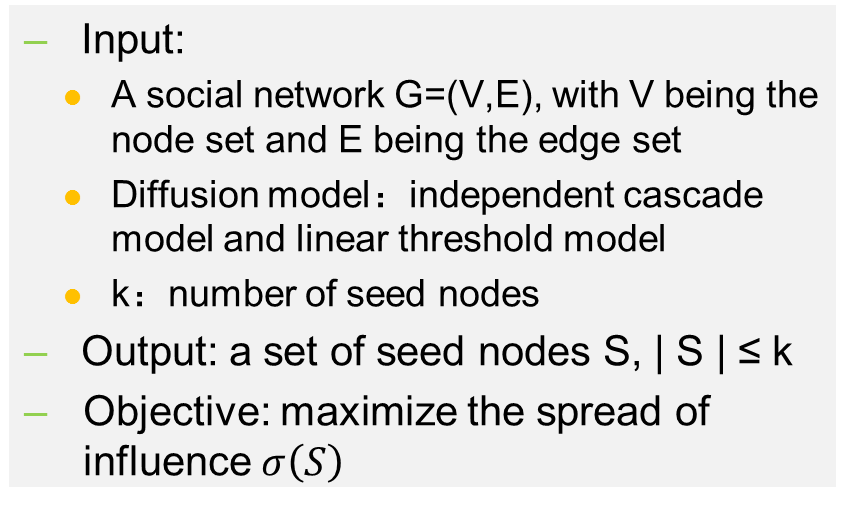 – Input:
● A social network G=(V,E), with V being the
node set and E being the edge set
● Diffusion model：independent cascade
model and linear threshold model
● k：number of seed nodes
– Output: a set of seed nodes S, | S | ≤ k
– Objective: maximize the spread of
influence 𝜎(𝑆)